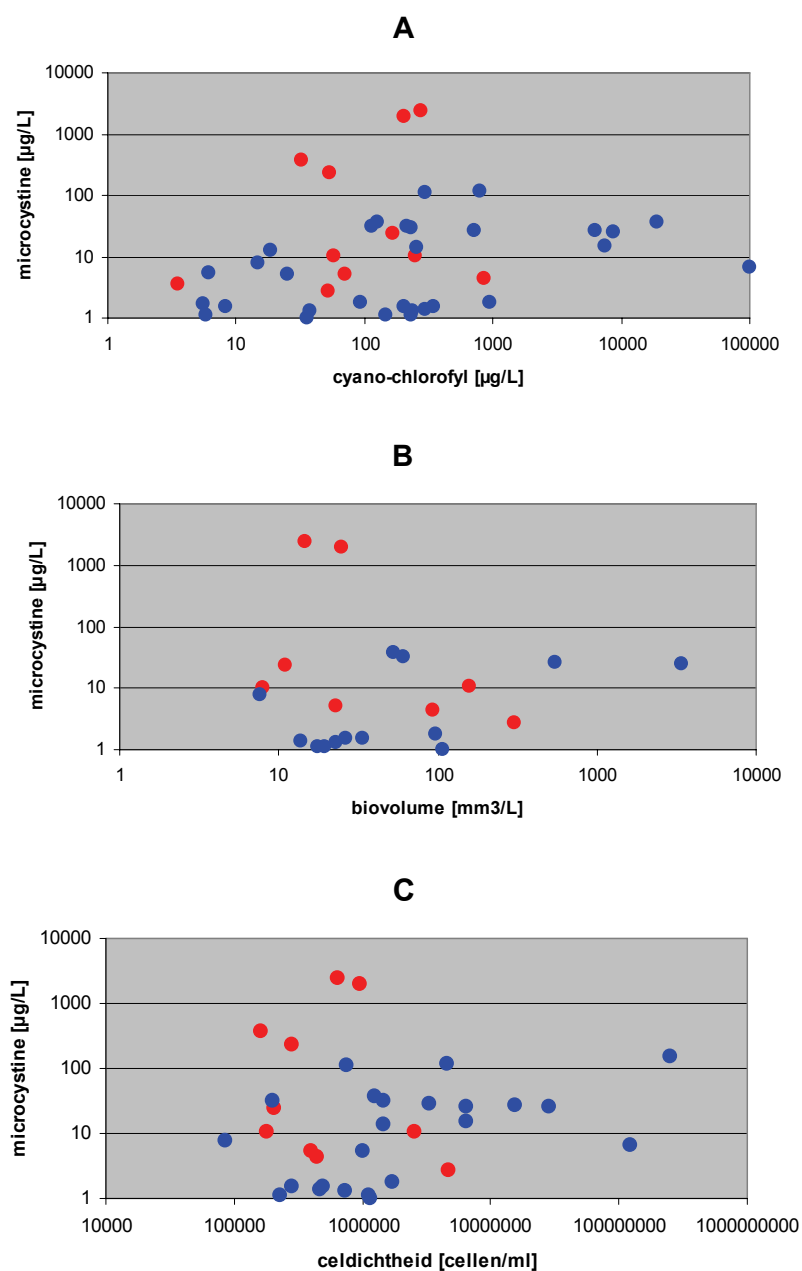 A
10000
1000
100
10
1
microcystine [µg/L]
1 10 100 1000 10000 100000
cyano-chlorofyl [µg/L]
B
10000
1000
100
10
1
microcystine [µg/L]
1 10 100 1000 10000
biovolume [mm3/L]
C
10000
1000
100
10
1
microcystine [µg/L]
10000 100000 1000000 10000000 100000000 1000000000
celdichtheid [cellen/ml]